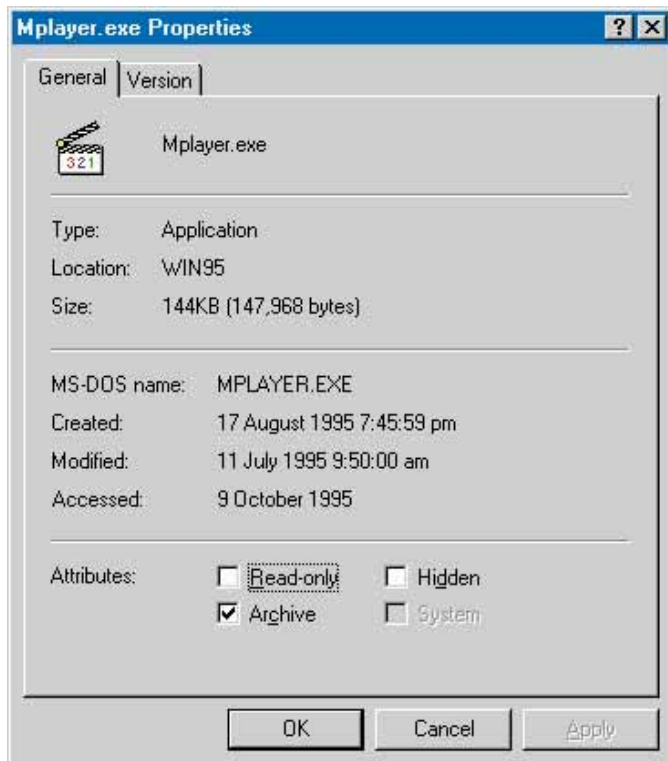 Mplayer.exe Properties
General Version
321
Mplayer.exe
Type: Application
Location: WIN95
Size: 144KB (147,968 bytes)
MS-DOS name: MPLAYER.EXE
Created: 17 August 1995 7:45:59 pm
Modified: 11 July 1995 9:50:00 am
Accessed: 9 October 1995
Attributes: Read-only Hidden
Archive System
OK Cancel Apply